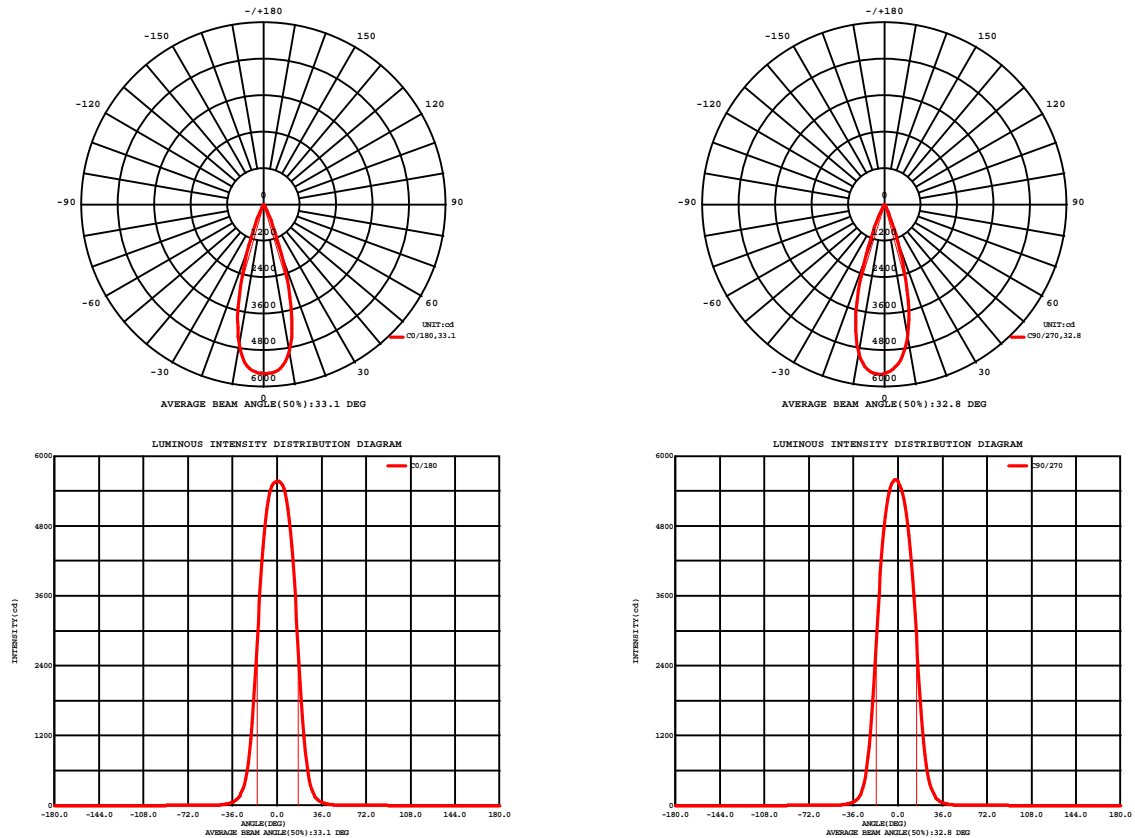 -/+180
-150
150
-120
120
-90
90
-60
60
-30
30
0
0
1200
2400
3600
4800
6000
UNIT:cd
C0/180,33.1
AVERAGE BEAM ANGLE(50%):33.1 DEG
-/+180
-150
150
-120
120
-90
90
-60
60
-30
30
0
0
1200
2400
3600
4800
6000
UNIT:cd
C90/270,32.8
AVERAGE BEAM ANGLE(50%):32.8 DEG
LUMINOUS INTENSITY DISTRIBUTION DIAGRAM
C0/180
INTENSITY(cd)
6000
4800
3600
2400
1200
0
-180.0 -144.0 -108.0 -72.0 -36.0 0.0 36.0 72.0 108.0 144.0 180.0
ANGLE(DEG)
AVERAGE BEAM ANGLE(50%):33.1 DEG
LUMINOUS INTENSITY DISTRIBUTION DIAGRAM
C90/270
INTENSITY(cd)
6000
4800
3600
2400
1200
0
-180.0 -144.0 -108.0 -72.0 -36.0 0.0 36.0 72.0 108.0 144.0 180.0
ANGLE(DEG)
AVERAGE BEAM ANGLE(50%):32.8 DEG